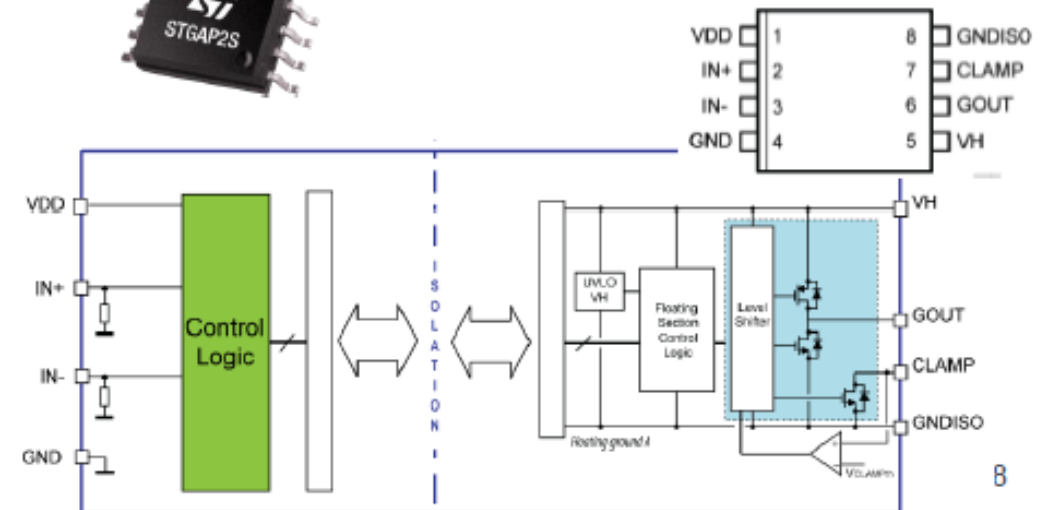 ST
STGAP2S
VDD 1
IN+ 2
IN- 3
GND 4
8 GNDISO
7 CLAMP
6 GOUT
5 VH
VDD
IN+
IN-
GND
Control
Logic
ISOLATION
UVLO
VH
Floating
Section
Control
Logic
Level
Shifter
Floating ground A
+
-
VCLAMPth
VH
GOUT
CLAMP
GNDISO
8